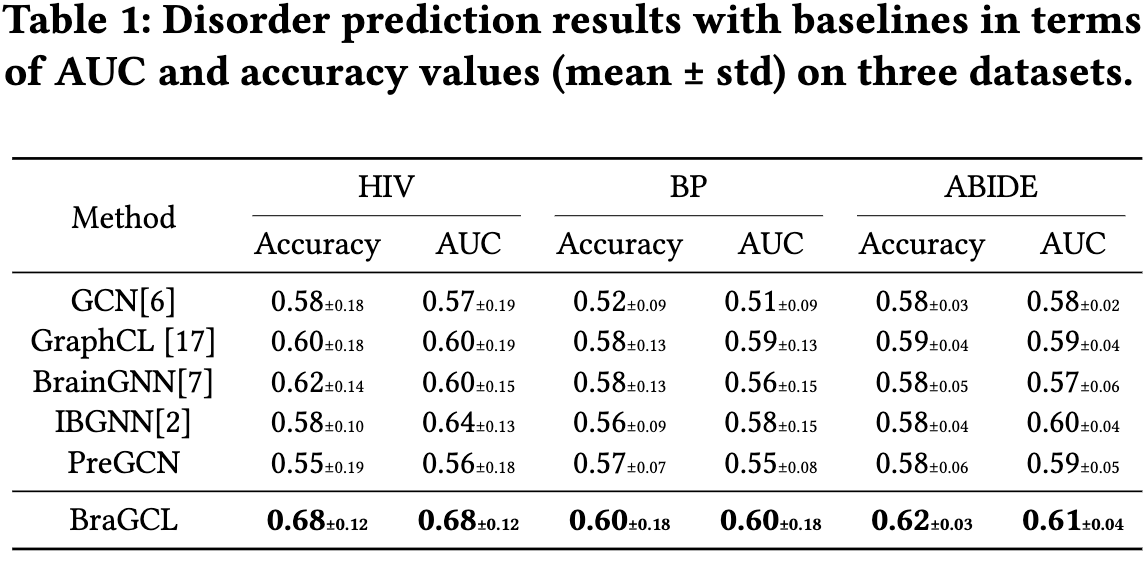 Table 1: Disorder prediction results with baselines in terms
of AUC and accuracy values (mean ± std) on three datasets.
Method HIV BP ABIDE
Accuracy AUC Accuracy AUC Accuracy AUC
GCN[6] 0.58±0.18 0.57±0.19 0.52±0.09 0.51±0.09 0.58±0.03 0.58±0.02
GraphCL [17] 0.60±0.18 0.60±0.19 0.58±0.13 0.59±0.13 0.59±0.04 0.59±0.04
BrainGNN[7] 0.62±0.14 0.60±0.15 0.58±0.13 0.56±0.15 0.58±0.05 0.57±0.06
IBGNN[2] 0.58±0.10 0.64±0.13 0.56±0.09 0.58±0.15 0.58±0.04 0.60±0.04
PreGCN 0.55±0.19 0.56±0.18 0.57±0.07 0.55±0.08 0.58±0.06 0.59±0.05
BraGCL 0.68±0.12 0.68±0.12 0.60±0.18 0.60±0.18 0.62±0.03 0.61±0.04